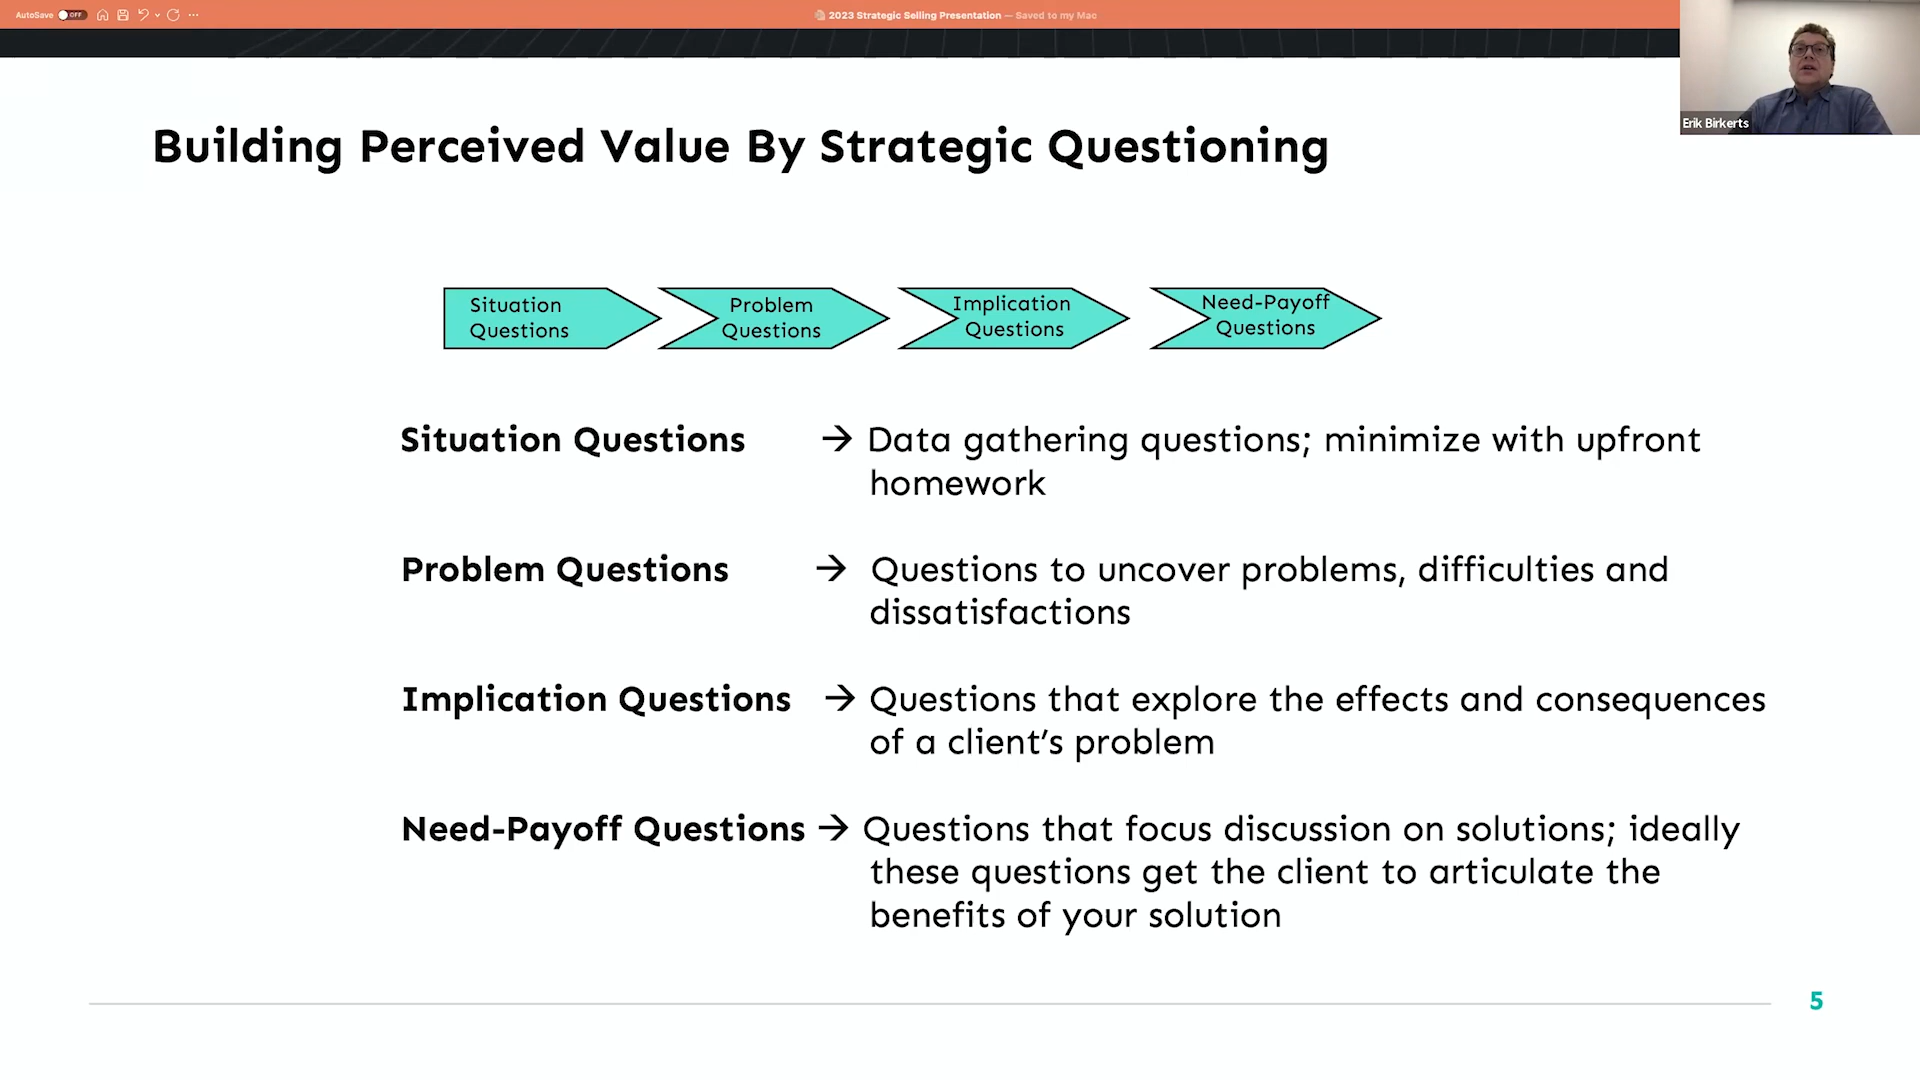 AutoSave OFF
2023 Strategic Selling Presentation — Saved to my Mac
Erik Birkerts
Building Perceived Value By Strategic Questioning
Situation
Questions
Problem
Questions
Implication
Questions
Need-Payoff
Questions
Situation Questions → Data gathering questions; minimize with upfront
homework
Problem Questions → Questions to uncover problems, difficulties and
dissatisfactions
Implication Questions → Questions that explore the effects and consequences
of a client’s problem
Need-Payoff Questions → Questions that focus discussion on solutions; ideally
these questions get the client to articulate the
benefits of your solution
5